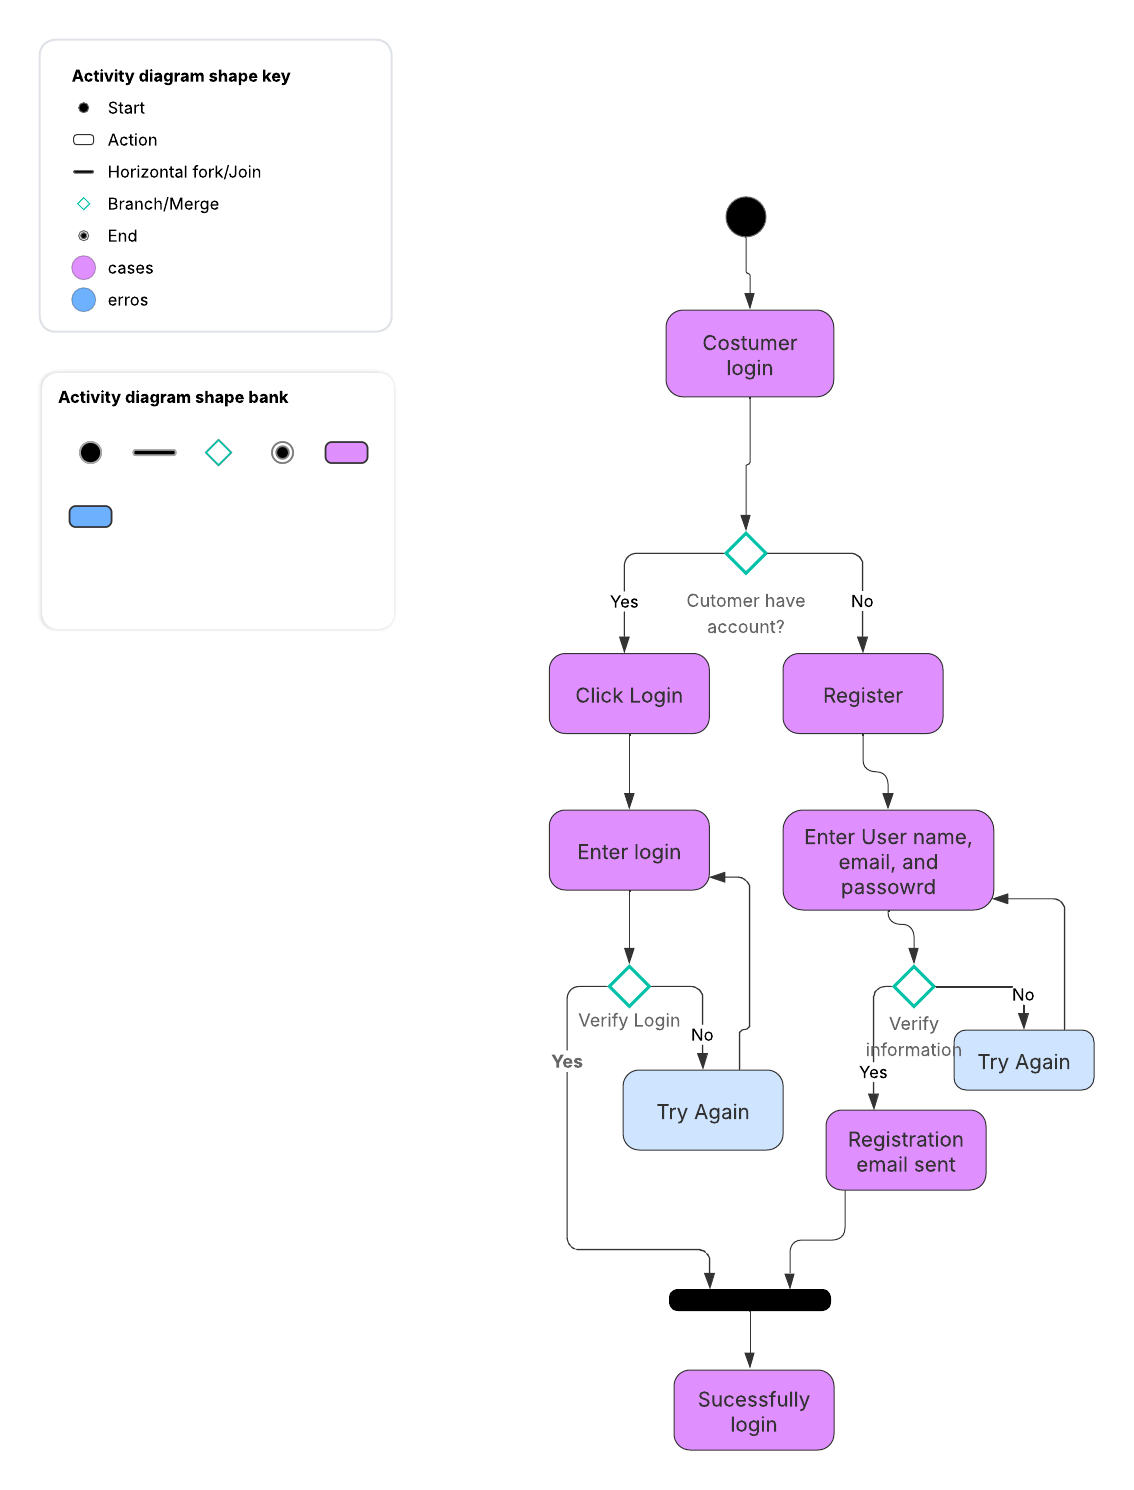 Activity diagram shape key
Start
Action
Horizontal fork/Join
Branch/Merge
End
cases
erros
Activity diagram shape bank
Costumer
login
Yes
Cutomer have
account?
No
Click Login
Register
Enter login
Enter User name,
email, and
passowrd
Verify Login
No
Yes
Try Again
No
Verify
information
Yes
Try Again
Registration
email sent
Sucessfully
login